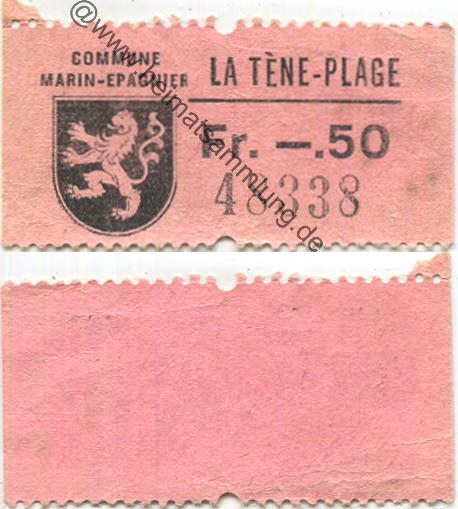 COMMUNE
MARIN-EPAGNIER
LA TÈNE-PLAGE
Fr. —.50
48338
@www.heimatsammlung.de